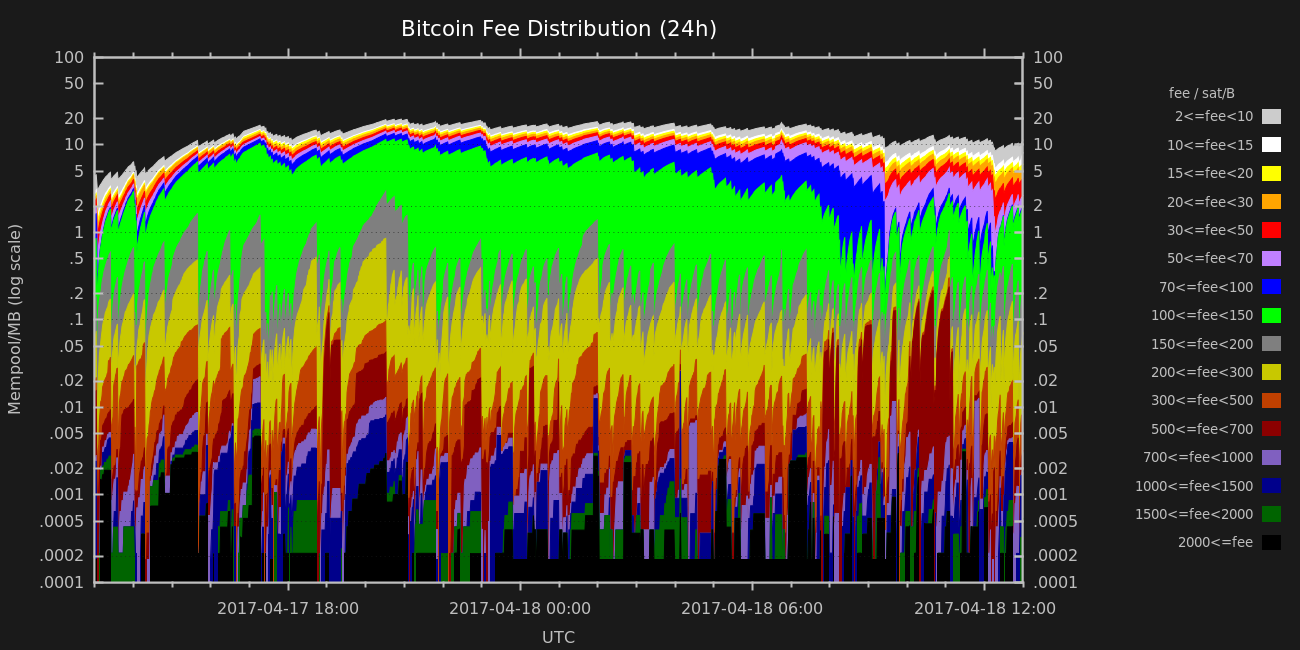 Bitcoin Fee Distribution (24h)
100
50
20
10
5
2
1
.5
.2
.1
.05
.02
.01
.005
.002
.001
.0005
.0002
.0001
Mempool/MB (log scale)
100
50
20
10
5
2
1
.5
.2
.1
.05
.02
.01
.005
.002
.001
.0005
.0002
.0001
2017-04-17 18:00
2017-04-18 00:00
2017-04-18 06:00
2017-04-18 12:00
UTC
fee / sat/B
2<=fee<10
10<=fee<15
15<=fee<20
20<=fee<30
30<=fee<50
50<=fee<70
70<=fee<100
100<=fee<150
150<=fee<200
200<=fee<300
300<=fee<500
500<=fee<700
700<=fee<1000
1000<=fee<1500
1500<=fee<2000
2000<=fee